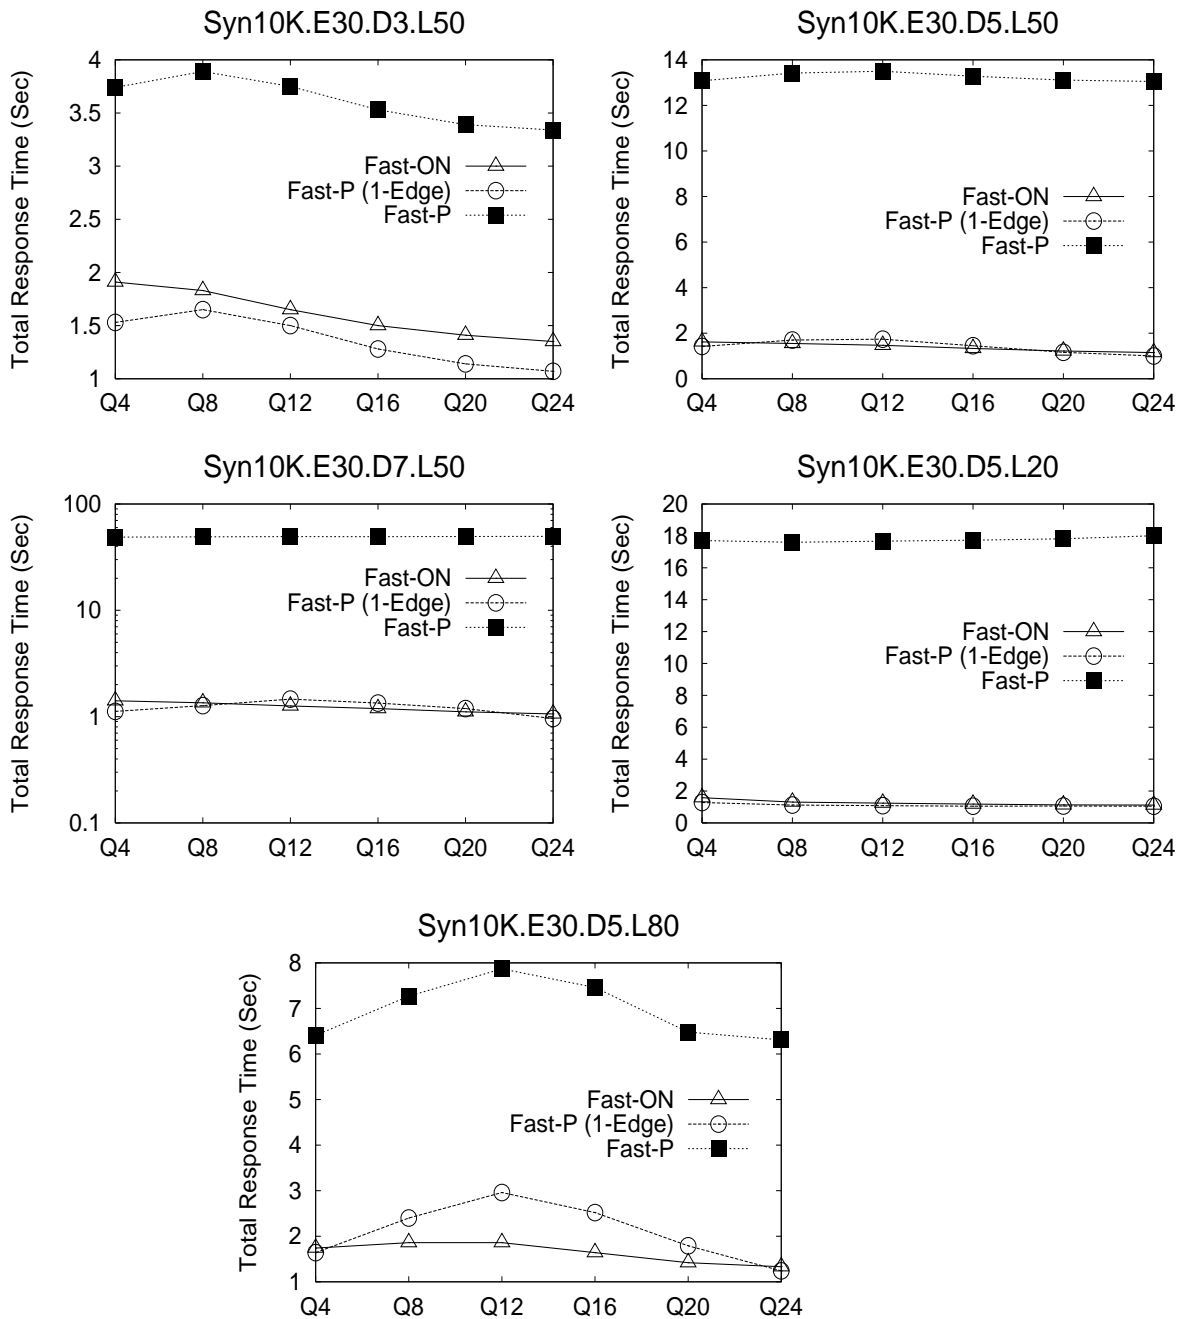 Syn10K.E30.D3.L50
Total Response Time (Sec)
4
3.5
3
2.5
2
1.5
1
Fast-ON
Fast-P (1-Edge)
Fast-P
Q4 Q8 Q12 Q16 Q20 Q24
Syn10K.E30.D5.L50
Total Response Time (Sec)
14
12
10
8
6
4
2
0
Fast-ON
Fast-P (1-Edge)
Fast-P
Q4 Q8 Q12 Q16 Q20 Q24
Syn10K.E30.D7.L50
Total Response Time (Sec)
100
10
1
0.1
Fast-ON
Fast-P (1-Edge)
Fast-P
Q4 Q8 Q12 Q16 Q20 Q24
Syn10K.E30.D5.L20
Total Response Time (Sec)
20
18
16
14
12
10
8
6
4
2
0
Fast-ON
Fast-P (1-Edge)
Fast-P
Q4 Q8 Q12 Q16 Q20 Q24
Syn10K.E30.D5.L80
Total Response Time (Sec)
8
7
6
5
4
3
2
1
Fast-ON
Fast-P (1-Edge)
Fast-P
Q4 Q8 Q12 Q16 Q20 Q24